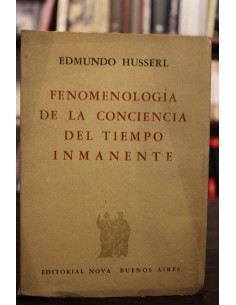 EDMUNDO HUSSERL
FENOMENOLOGÍA
DE LA CONCIENCIA
DEL TIEMPO
INMANENTE
EDITORIAL NOVA BUENOS AIRES